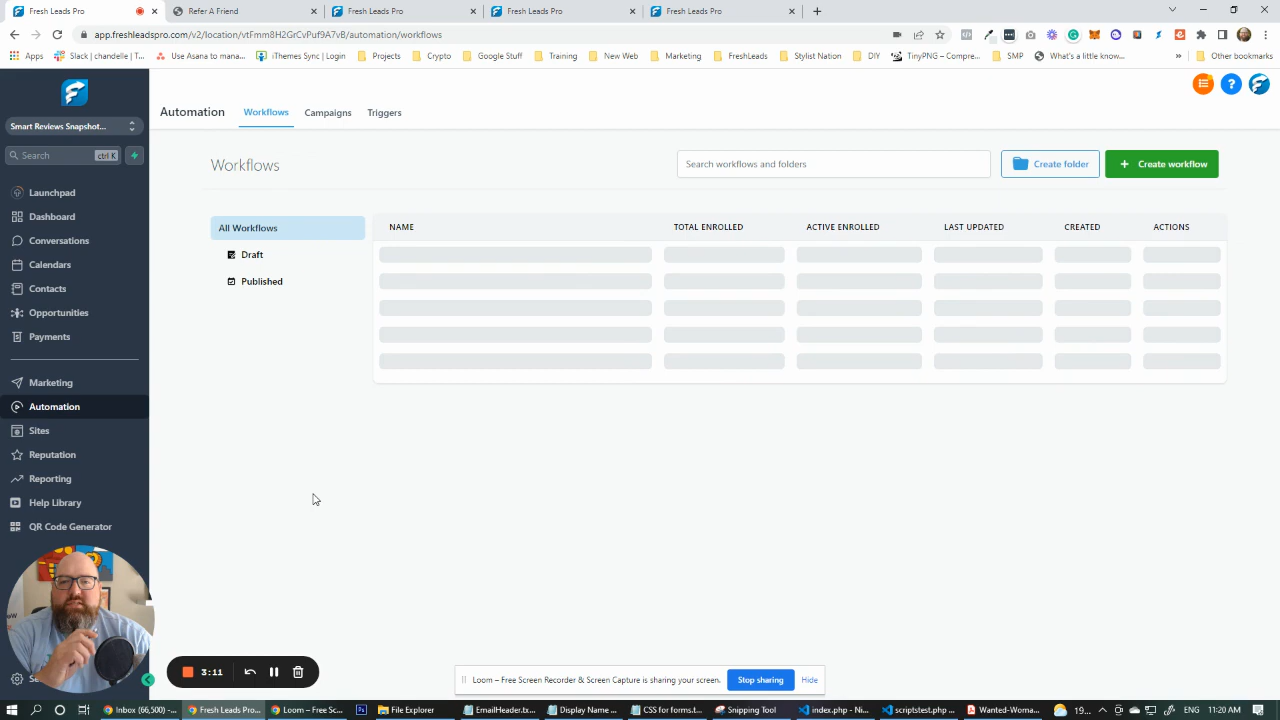 Fresh Leads Pro
Refer A Friend
Fresh Leads Pro
Fresh Leads Pro
Fresh Leads Pro
app.freshleadspro.com/v2/location/vtFmm8H2GrCvPuf9A7vB/automation/workflows
Apps
Slack | chandelle | T...
Use Asana to mana...
iThemes Sync | Login
Projects
Crypto
Google Stuff
Training
New Web
Marketing
FreshLeads
Stylist Nation
DIY
TinyPNG – Compre...
SMP
What's a little know...
»
Other bookmarks
Smart Reviews Snapshot...
Search
ctrl K
Launchpad
Dashboard
Conversations
Calendars
Contacts
Opportunities
Payments
Marketing
Automation
Sites
Reputation
Reporting
Help Library
QR Code Generator
Automation
Workflows
Campaigns
Triggers
Workflows
Search workflows and folders
Create folder
+ Create workflow
All Workflows
Draft
Published
NAME
TOTAL ENROLLED
ACTIVE ENROLLED
LAST UPDATED
CREATED
ACTIONS
3:11
Loom – Free Screen Recorder & Screen Capture is sharing your screen.
Stop sharing
Hide
Inbox (66,500) - ...
Fresh Leads Pro...
Loom – Free Sc...
File Explorer
EmailHeader.tx...
Display Name ...
CSS for forms.t...
Snipping Tool
index.php - Ni...
scriptstest.php ...
Wanted-Woma...
19...
11:20 AM